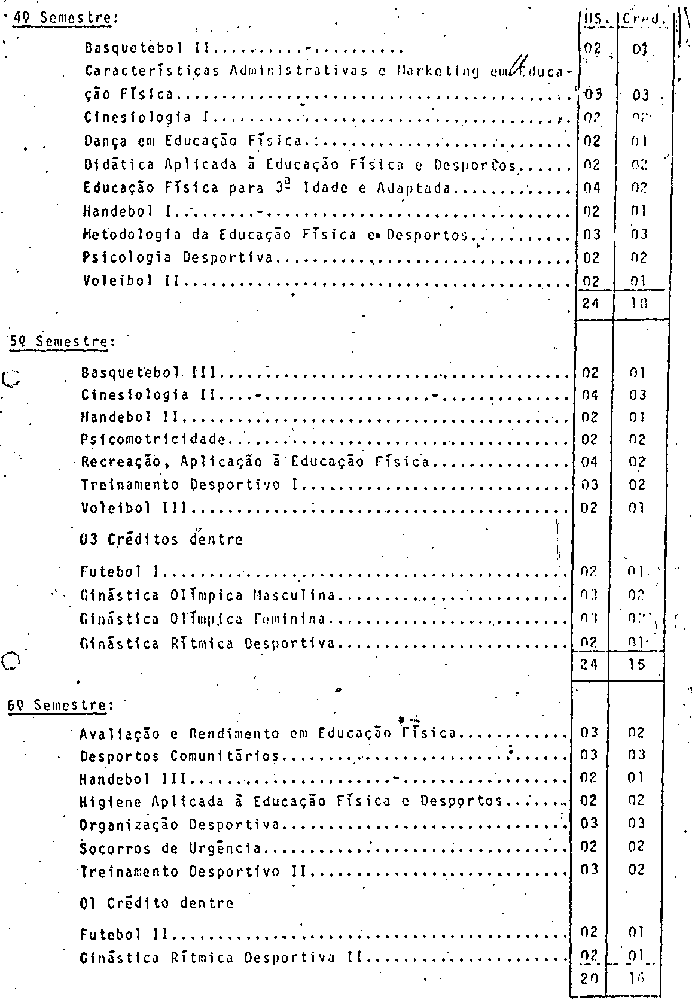 4º Semestre: HS. Cred.
Basquetebol II.............................. 02 01
Características Administrativas e Marketing em Educa-
ção Física........................................... 03 03
Cinesiologia I....................................... 02 02
Dança em Educação Física............................. 02 01
Didática Aplicada à Educação Física e Desportos...... 02 02
Educação Física para 3ª Idade e Adaptada............. 04 02
Handebol I........................................... 02 01
Metodologia da Educação Física e Desportos........... 03 03
Psicologia Desportiva................................ 02 02
Voleibol II.......................................... 02 01
24 18
5º Semestre:
Basquetebol III...................................... 02 01
Cinesiologia II...................................... 04 03
Handebol II.......................................... 02 01
Psicomotricidade..................................... 02 02
Recreação, Aplicação à Educação Física............... 04 02
Treinamento Desportivo I............................. 03 02
Voleibol III......................................... 02 01
03 Créditos dentre
Futebol I............................................ 02 01
Ginástica Olímpica Masculina......................... 03 02
Ginástica Olímpica Feminina.......................... 03 02
Ginástica Rítmica Desportiva......................... 02 01
24 15
6º Semestre:
Avaliação e Rendimento em Educação Física............ 03 02
Desportos Comunitários............................... 03 03
Handebol III......................................... 02 01
Higiene Aplicada à Educação Física e Desportos....... 02 02
Organização Desportiva............................... 03 03
Socorros de Urgência................................. 02 02
Treinamento Desportivo II............................ 03 02
01 Crédito dentre
Futebol II........................................... 02 01
Ginástica Rítmica Desportiva II...................... 02 01
20 16